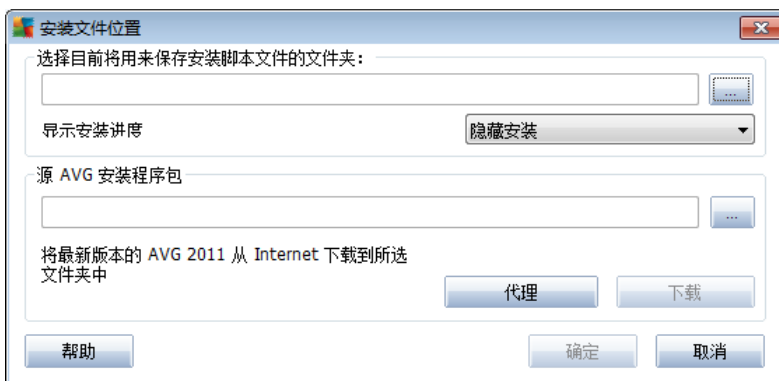 安装文件位置
选择目前将用来保存安装脚本文件的文件夹：
...
显示安装进度
隐藏安装
源 AVG 安装程序包
...
将最新版本的 AVG 2011 从 Internet 下载到所选
文件夹中
代理
下载
帮助
确定
取消